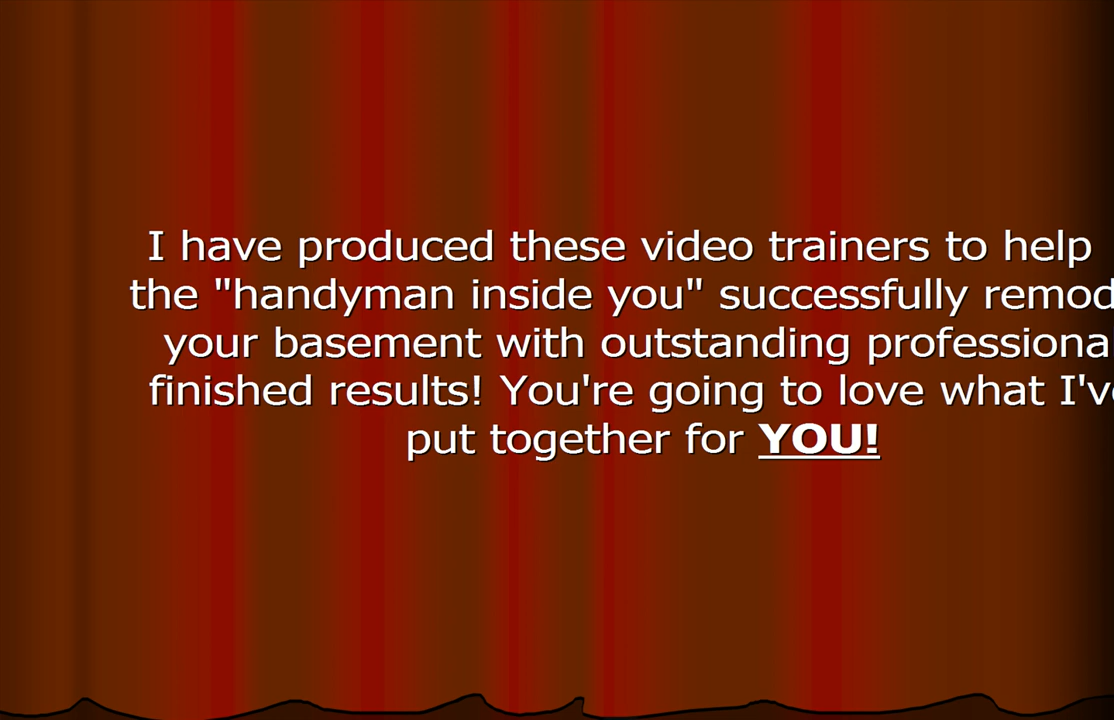 I have produced these video trainers to help
the "handyman inside you" successfully remod
your basement with outstanding professiona
finished results! You're going to love what I've
put together for YOU!